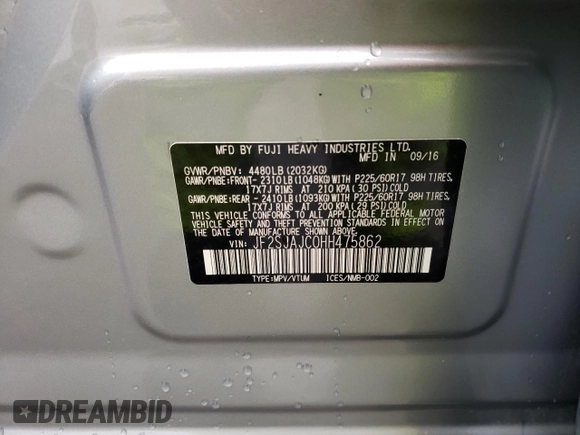 MFD BY FUJI HEAVY INDUSTRIES LTD.
MFD IN 09/16
GVWR/PNBV: 4480LB(2032KG)
GAWR/PNBE:FRONT-2310LB(1048KG)WITH P225/60R17 98H TIRES,
17X7J RIMS AT 210 KPA(30 PSI)COLD
GAWR/PNBE:REAR -2410LB(1093KG)WITH P225/60R17 98H TIRES,
17X7J RIMS AT 200 KPA(29 PSI)COLD
THIS VEHICLE CONFORMS TO ALL APPLICABLE FEDERAL MOTOR
VEHICLE SAFETY STANDARDS IN EFFECT ON THE
DATE OF MANUFACTURE SHOWN ABOVE.
VIN: JF2SJAJC0HH475862
TYPE:MPV/VTUM ICES/NMB-002
DREAMBID